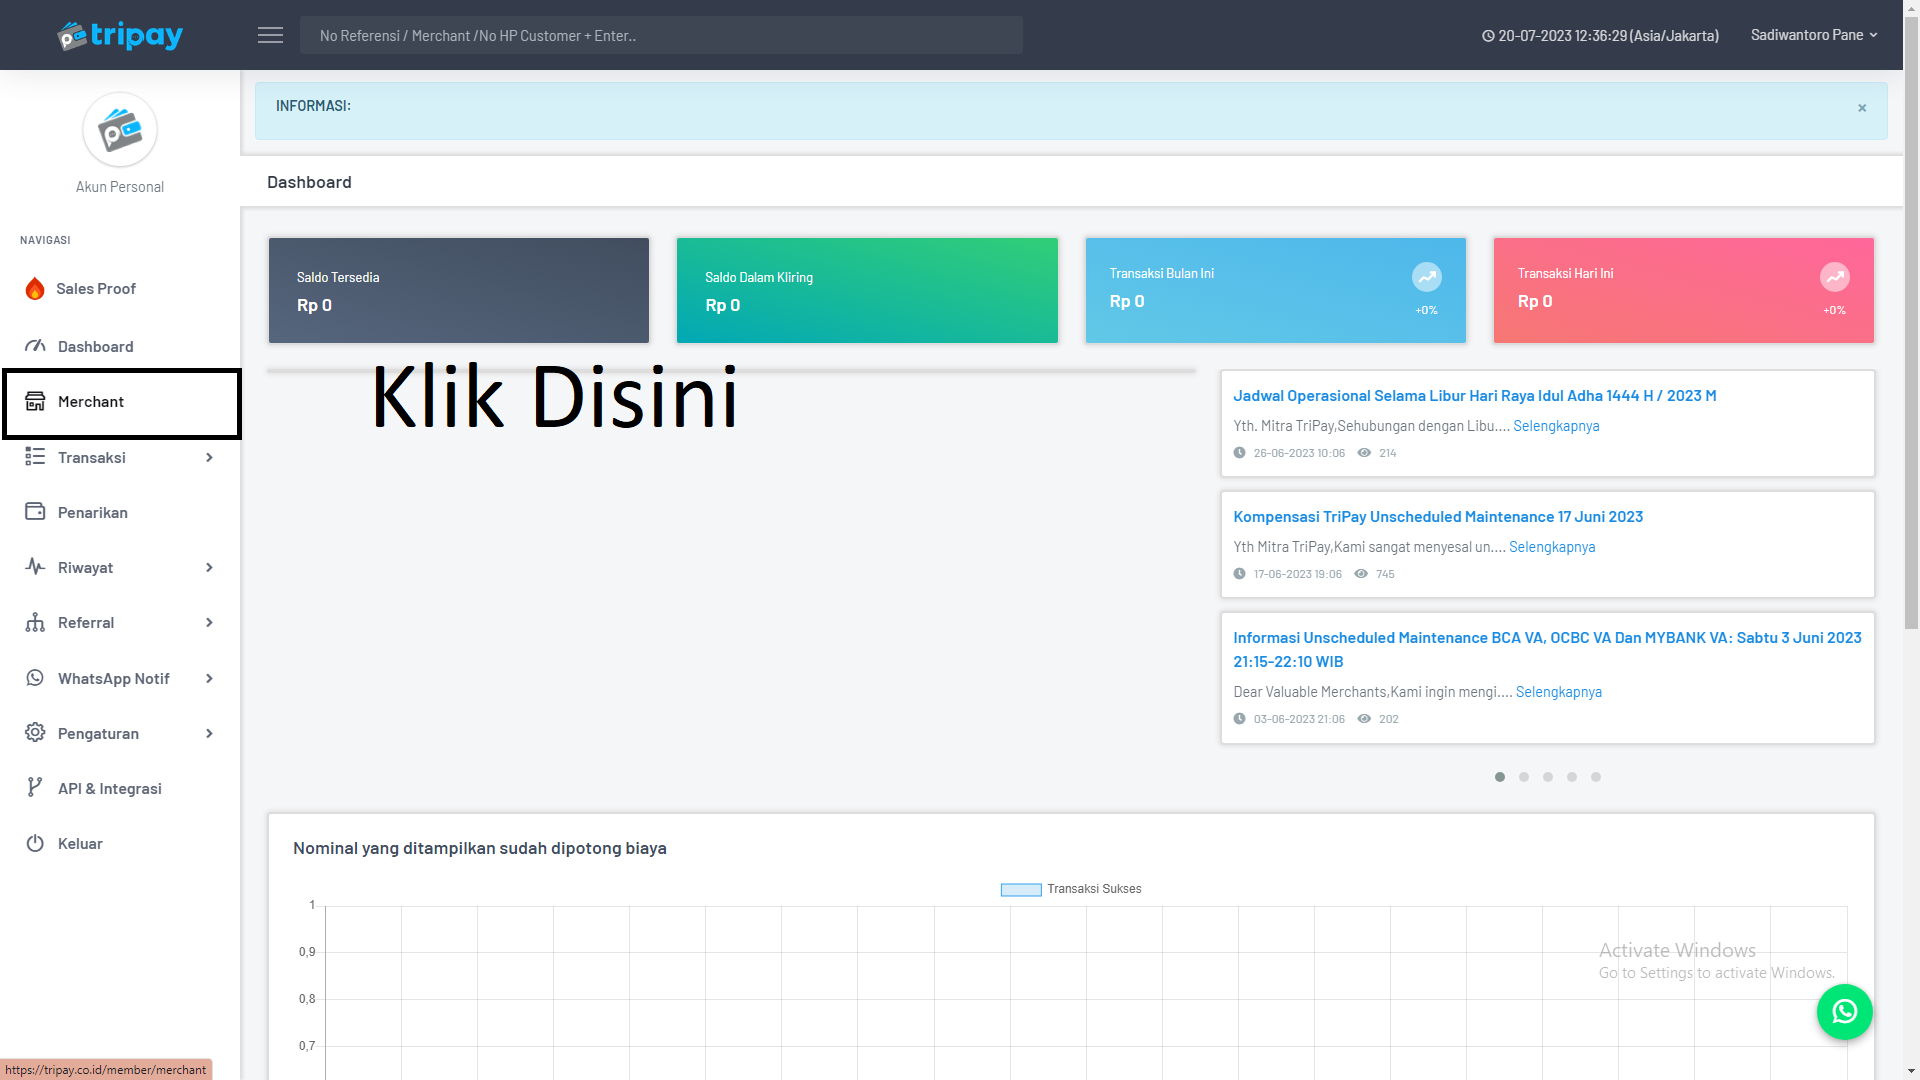 tripay
No Referensi / Merchant /No HP Customer + Enter..
20-07-2023 12:36:29 (Asia/Jakarta)
Sadiwantoro Pane
Akun Personal
NAVIGASI
Sales Proof
Dashboard
Merchant
Transaksi
Penarikan
Riwayat
Referral
WhatsApp Notif
Pengaturan
API & Integrasi
Keluar
INFORMASI:
×
Dashboard
Saldo Tersedia
Rp 0
Saldo Dalam Kliring
Rp 0
Transaksi Bulan Ini
Rp 0
+0%
Transaksi Hari Ini
Rp 0
+0%
Klik Disini
Jadwal Operasional Selama Libur Hari Raya Idul Adha 1444 H / 2023 M
Yth. Mitra TriPay,Sehubungan dengan Libu.... Selengkapnya
26-06-2023 10:06 214
Kompensasi TriPay Unscheduled Maintenance 17 Juni 2023
Yth Mitra TriPay,Kami sangat menyesal un.... Selengkapnya
17-06-2023 19:06 745
Informasi Unscheduled Maintenance BCA VA, OCBC VA Dan MYBANK VA: Sabtu 3 Juni 2023
21:15-22:10 WIB
Dear Valuable Merchants,Kami ingin mengi.... Selengkapnya
03-06-2023 21:06 202
Nominal yang ditampilkan sudah dipotong biaya
Transaksi Sukses
1
0,9
0,8
0,7
Activate Windows
Go to Settings to activate Windows.
https://tripay.co.id/member/merchant